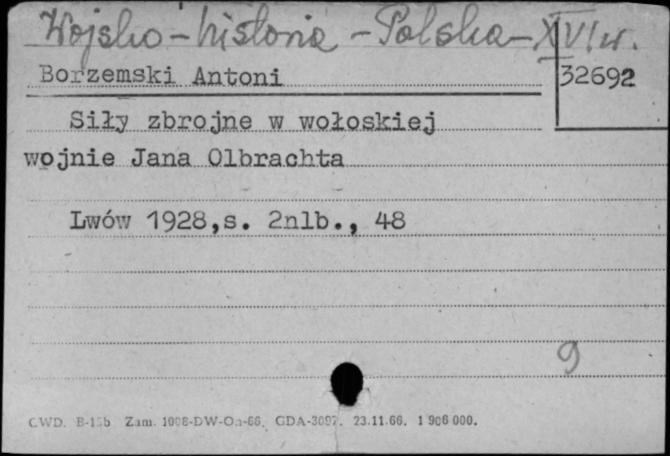 Wojsko - historia - Polska - XVI w.
Borzemski Antoni
32692
Siły zbrojne w wołoskiej
wojnie Jana Olbrachta
Lwów 1928,s. 2nlb., 48
9
CWD. B-15b Zam. 1008-DW-On-66. GDA-3097. 23.11.66. 1 906 000.